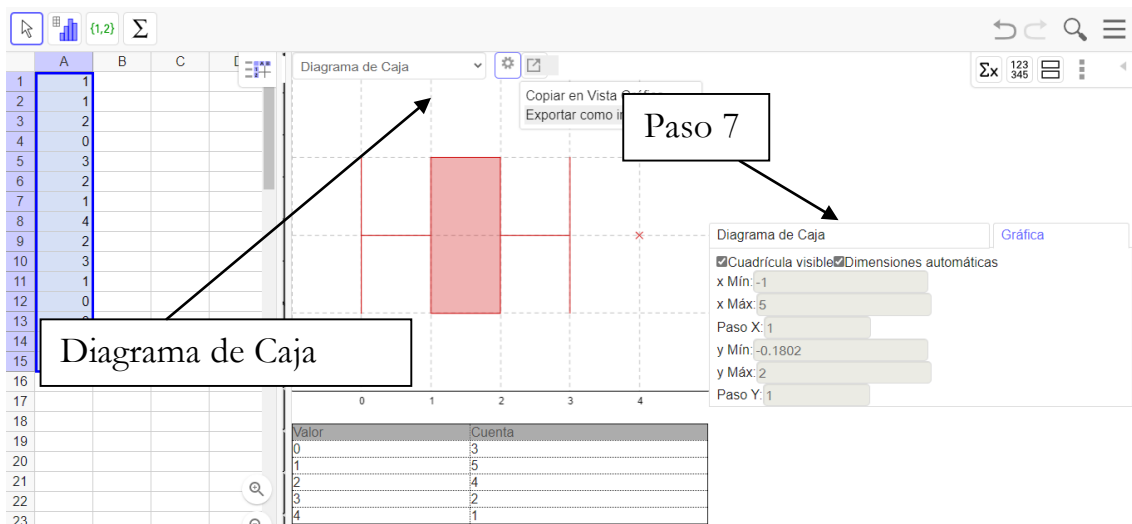 {1,2} Σ
A B C
Diagrama de Caja
Σx 123 345
1 1
2 1
3 2
4 0
5 3
6 2
7 1
8 4
9 2
10 3
11 1
12 0
13
14
15
16
17
18
19
20
21
22
23
Copiar en Vista
Exportar como
Paso 7
Diagrama de Caja
0 1 2 3 4
Valor Cuenta
0 3
1 5
2 4
3 2
4 1
Diagrama de Caja Gráfica
Cuadrícula visible Dimensiones automáticas
x Mín: -1
x Máx: 5
Paso X: 1
y Mín: -0.1802
y Máx: 2
Paso Y: 1